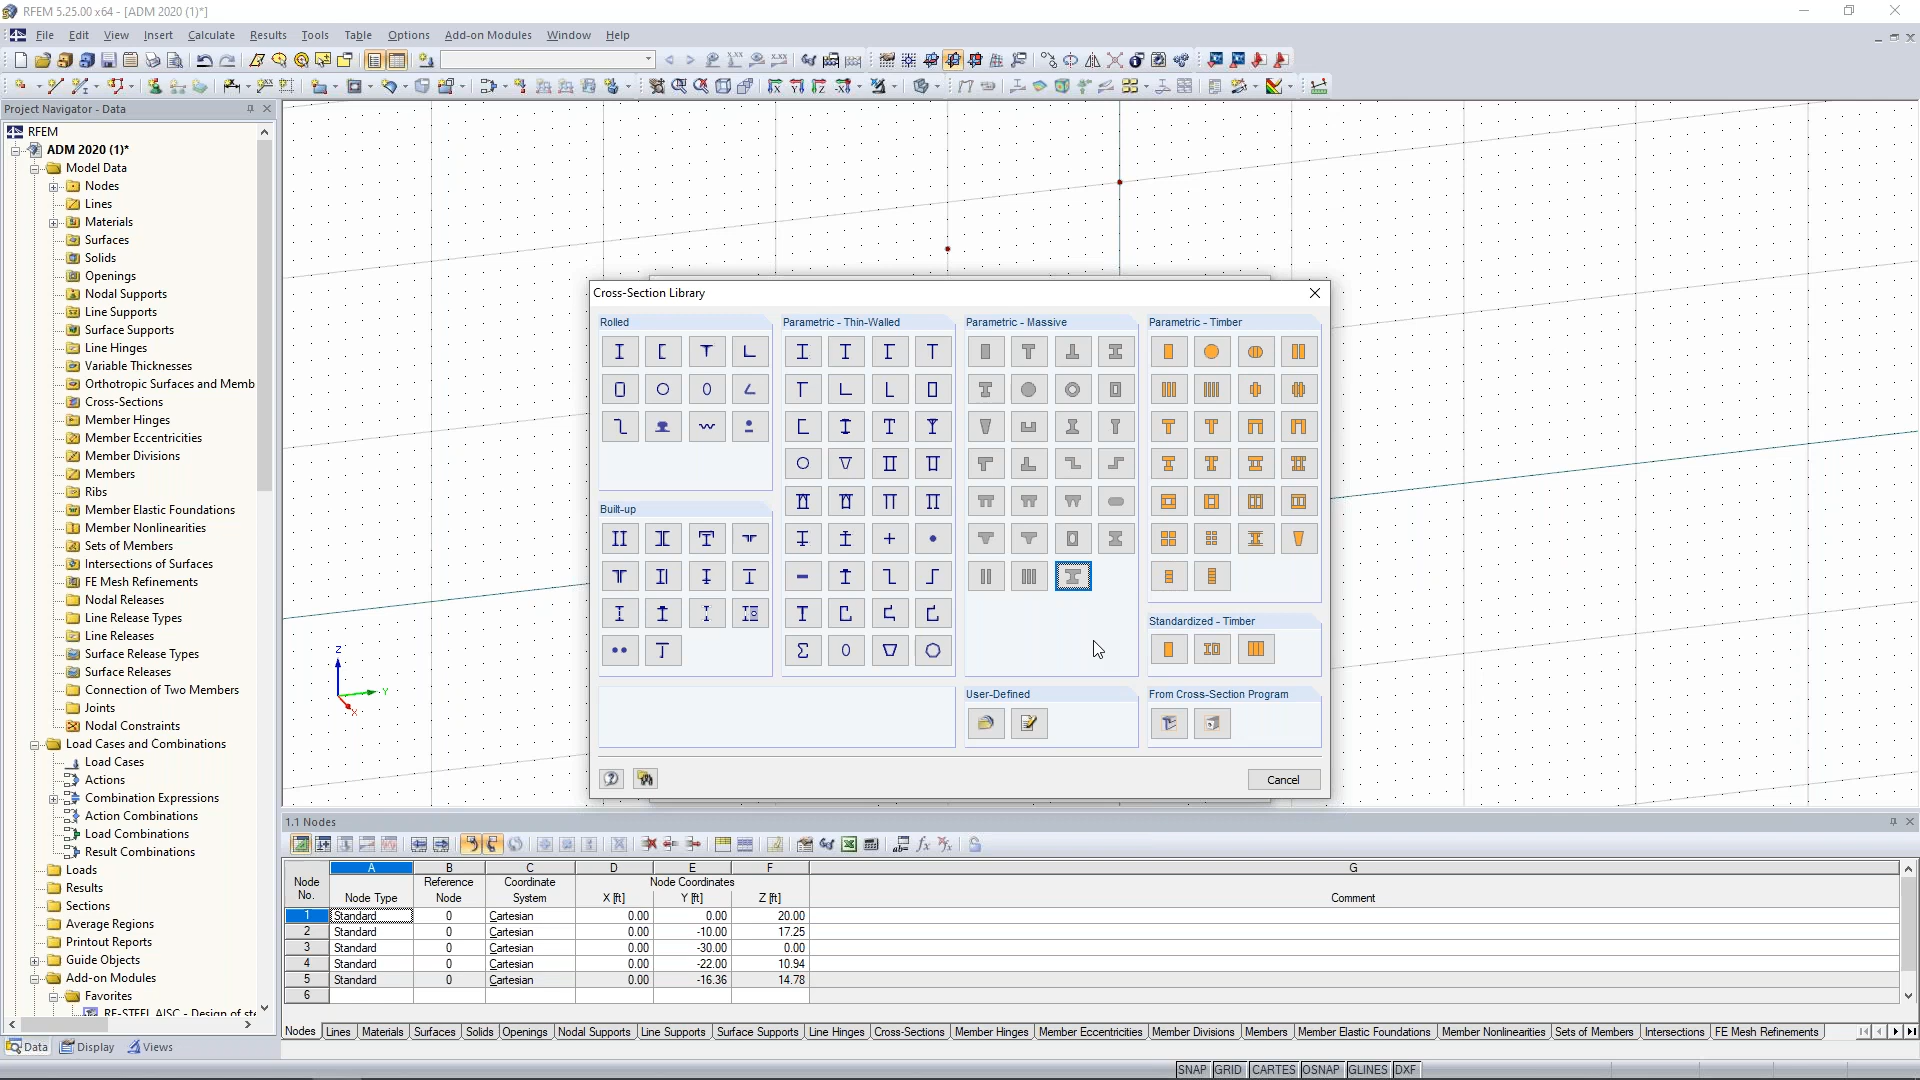 RFEM 5.25.00 x64 - [ADM 2020 (1)*]
File Edit View Insert Calculate Results Tools Table Options Add-on Modules Window Help
Project Navigator - Data
RFEM
ADM 2020 (1)*
Model Data
Nodes
Lines
Materials
Surfaces
Solids
Openings
Nodal Supports
Line Supports
Surface Supports
Line Hinges
Variable Thicknesses
Orthotropic Surfaces and Memb
Cross-Sections
Member Hinges
Member Eccentricities
Member Divisions
Members
Ribs
Member Elastic Foundations
Member Nonlinearities
Sets of Members
Intersections of Surfaces
FE Mesh Refinements
Nodal Releases
Line Release Types
Line Releases
Surface Release Types
Surface Releases
Connection of Two Members
Joints
Nodal Constraints
Load Cases and Combinations
Load Cases
Actions
Combination Expressions
Action Combinations
Load Combinations
Result Combinations
Loads
Results
Sections
Average Regions
Printout Reports
Guide Objects
Add-on Modules
Favorites
RF-STEEL AISC - Design of ste
Data Display Views
Z
Y
X
Cross-Section Library
Rolled
Parametric - Thin-Walled
Parametric - Massive
Parametric - Timber
Built-up
Standardized - Timber
User-Defined
From Cross-Section Program
Cancel
1.1 Nodes
A B C D E F G
Node Reference Coordinate Node Coordinates
No. Node Type Node System X [ft] Y [ft] Z [ft] Comment
1 Standard 0 Cartesian 0.00 0.00 20.00
2 Standard 0 Cartesian 0.00 -10.00 17.25
3 Standard 0 Cartesian 0.00 -30.00 0.00
4 Standard 0 Cartesian 0.00 -22.00 10.94
5 Standard 0 Cartesian 0.00 -16.36 14.78
6
Nodes Lines Materials Surfaces Solids Openings Nodal Supports Line Supports Surface Supports Line Hinges Cross-Sections Member Hinges Member Eccentricities Member Divisions Members Member Elastic Foundations Member Nonlinearities Sets of Members Intersections FE Mesh Refinements
SNAP GRID CARTES OSNAP GLINES DXF